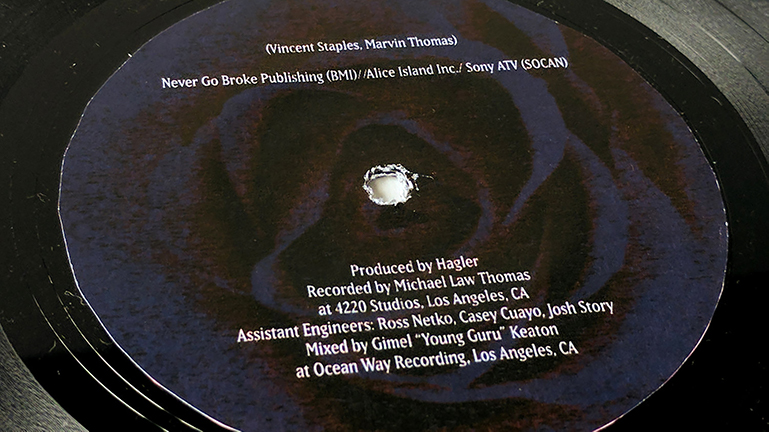 (Vincent Staples, Marvin Thomas)
Never Go Broke Publishing (BMI)//Alice Island Inc./ Sony ATV (SOCAN)
Produced by Hagler
Recorded by Michael Law Thomas
at 4220 Studios, Los Angeles, CA
Assistant Engineers: Ross Netko, Casey Cuayo, Josh Story
Mixed by Gimel “Young Guru” Keaton
at Ocean Way Recording, Los Angeles, CA